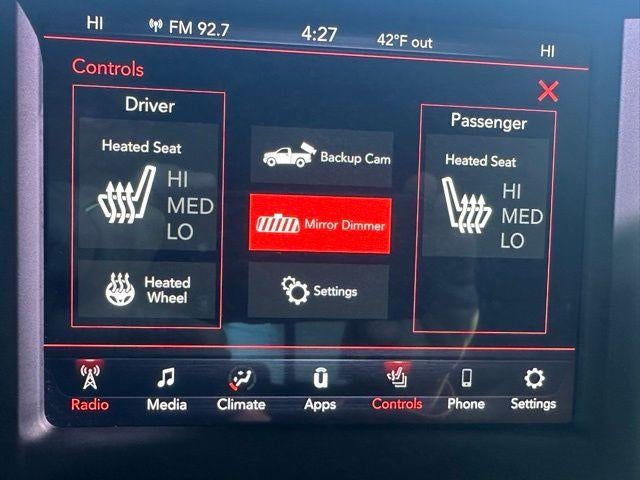 HI FM 92.7 4:27 42°F out HI
Controls
Driver
Heated Seat
HI
MED
LO
Heated
Wheel
Backup Cam
Mirror Dimmer
Settings
Passenger
Heated Seat
HI
MED
LO
Radio Media Climate Apps Controls Phone Settings